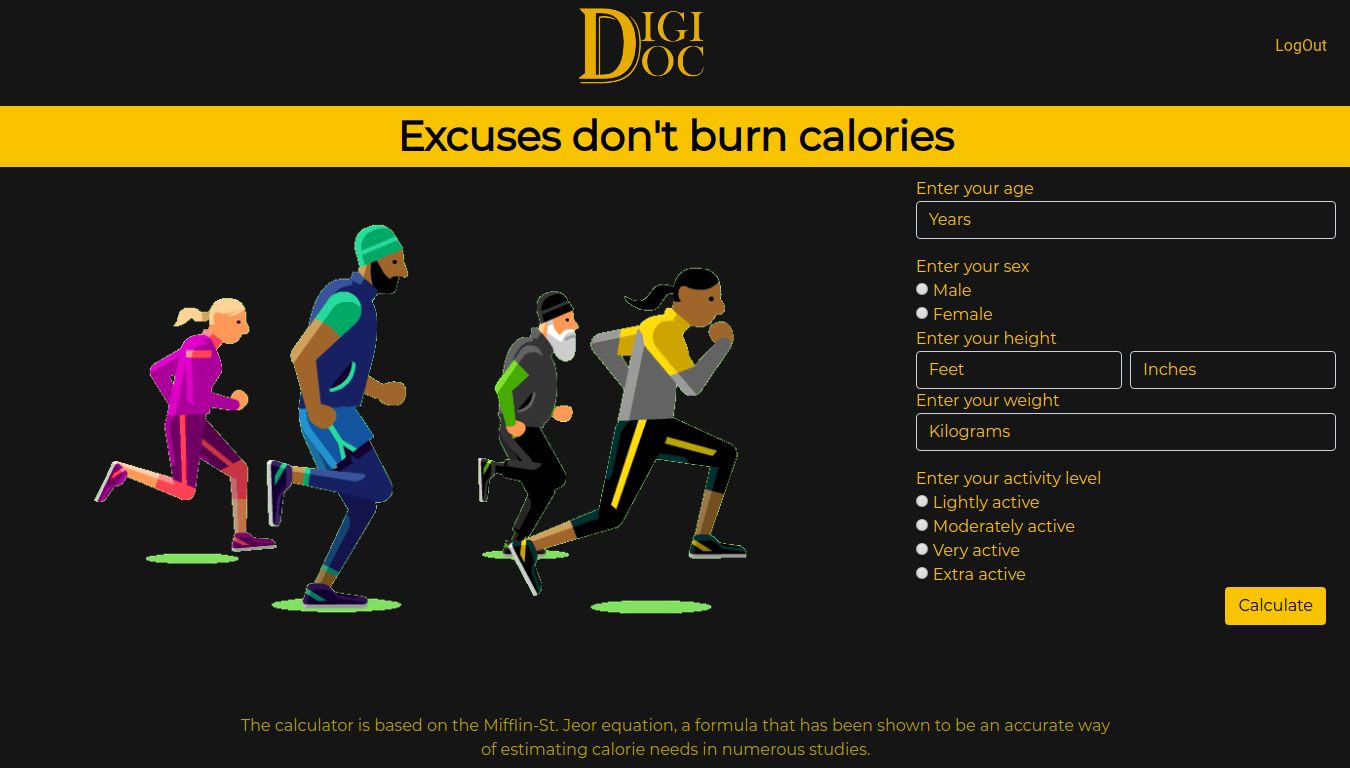 DIGI
DOC
LogOut
Excuses don't burn calories
Enter your age
Years
Enter your sex
Male
Female
Enter your height
Feet Inches
Enter your weight
Kilograms
Enter your activity level
Lightly active
Moderately active
Very active
Extra active
Calculate
The calculator is based on the Mifflin-St. Jeor equation, a formula that has been shown to be an accurate way
of estimating calorie needs in numerous studies.